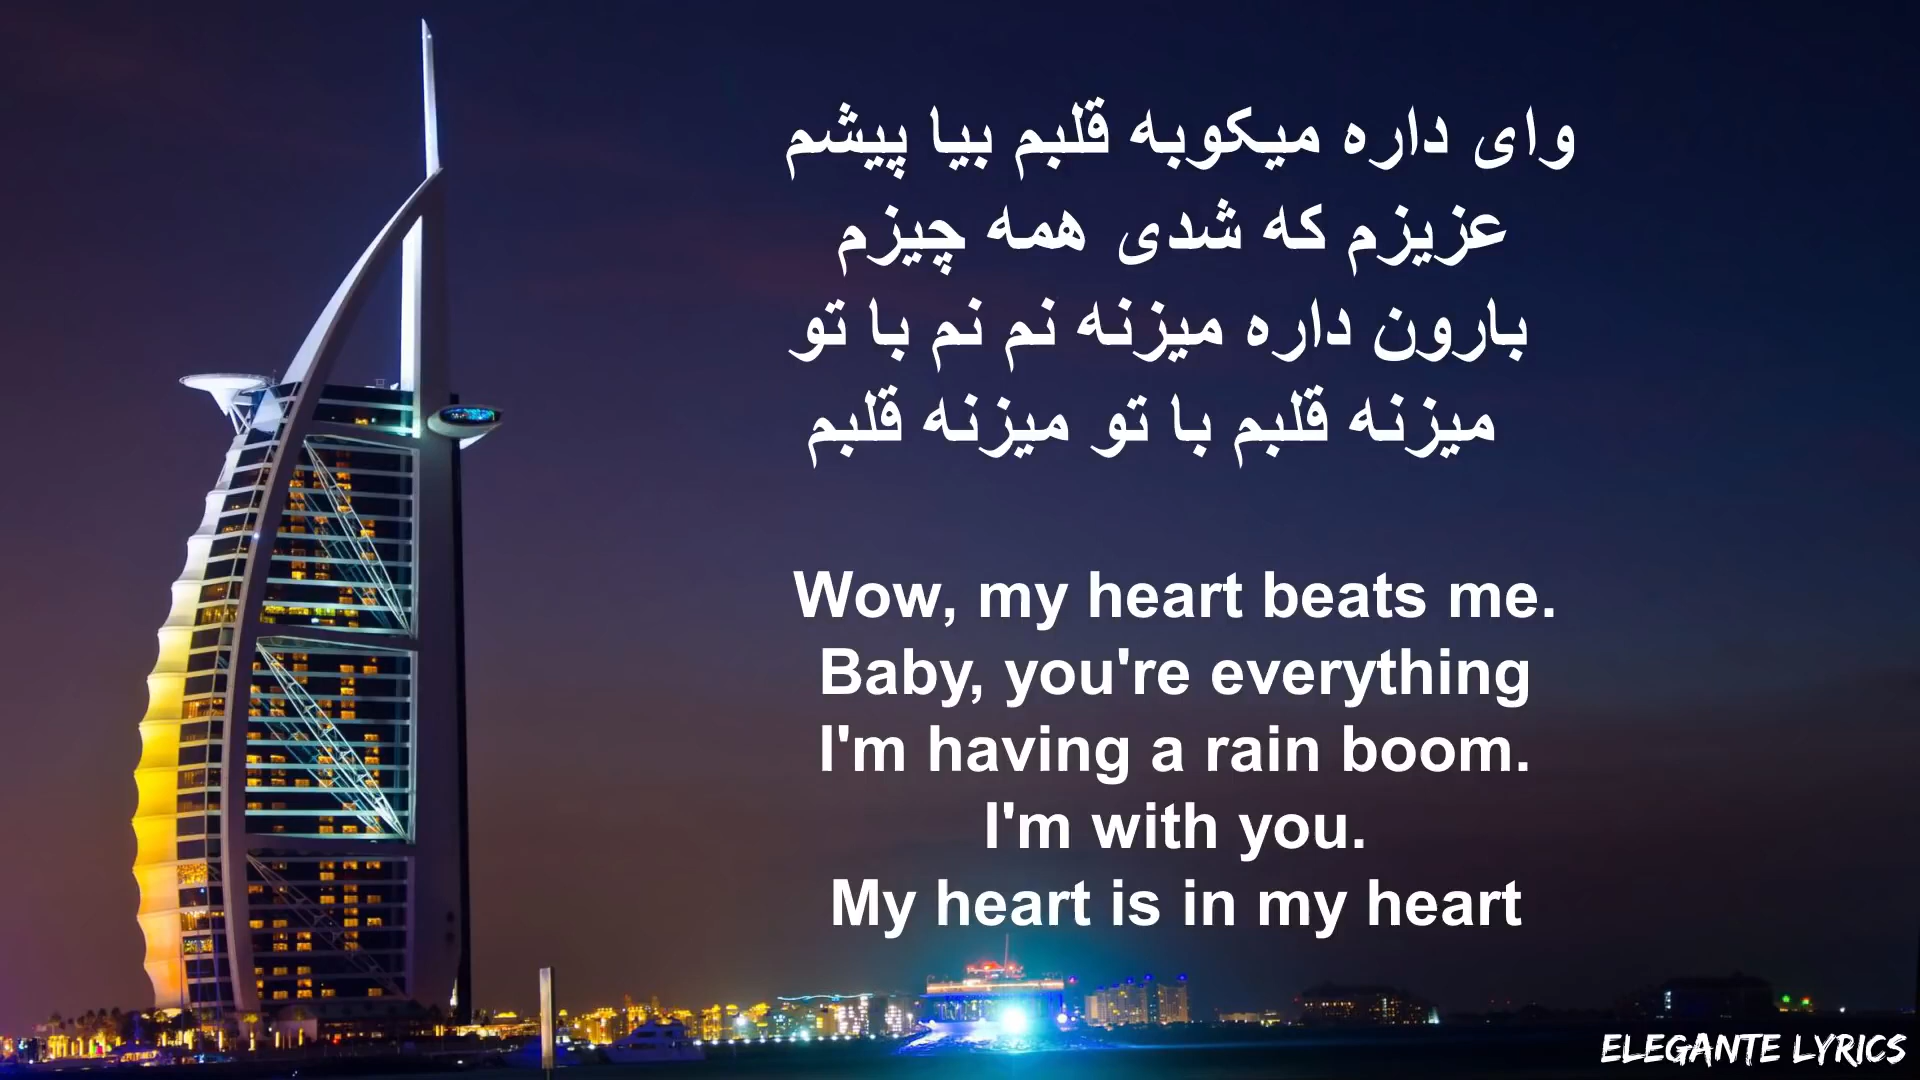 وای داره میکوبه قلبم بیا پیشم
عزیزم که شدی همه چیزم
بارون داره میزنه نم نم با تو
میزنه قلبم با تو میزنه قلبم
Wow, my heart beats me.
Baby, you're everything
I'm having a rain boom.
I'm with you.
My heart is in my heart
ELEGANTE LYRICS